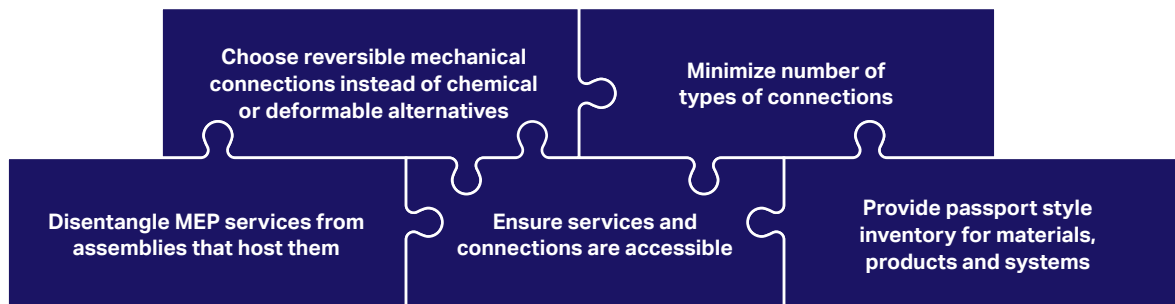 Choose reversible mechanical
connections instead of chemical
or deformable alternatives
Minimize number of
types of connections
Disentangle MEP services from
assemblies that host them
Ensure services and
connections are accessible
Provide passport style
inventory for materials,
products and systems